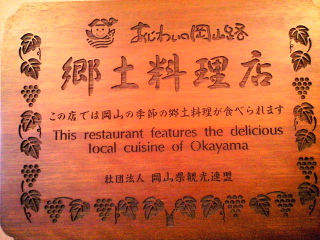 あじわいの岡山路
郷土料理店
この店では岡山の季節の郷土料理が食べられます
This restaurant features the delicious
local cuisine of Okayama
社団法人 岡山県観光連盟